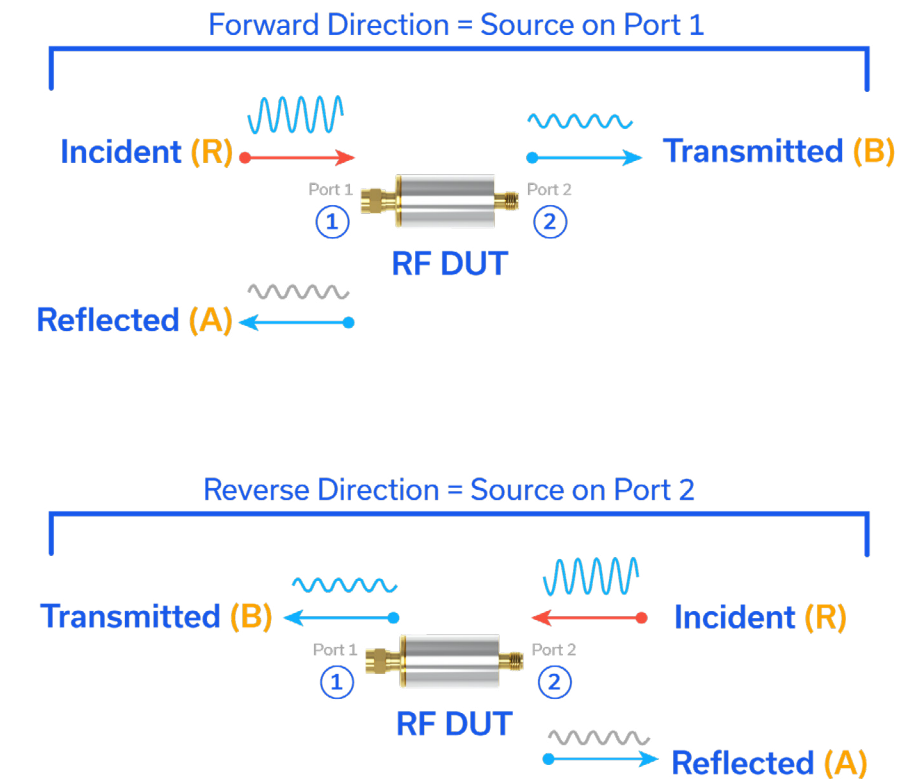 Forward Direction = Source on Port 1
Incident (R)
Transmitted (B)
Port 1
Port 2
1
2
RF DUT
Reflected (A)
Reverse Direction = Source on Port 2
Transmitted (B)
Incident (R)
Port 1
Port 2
1
2
RF DUT
Reflected (A)